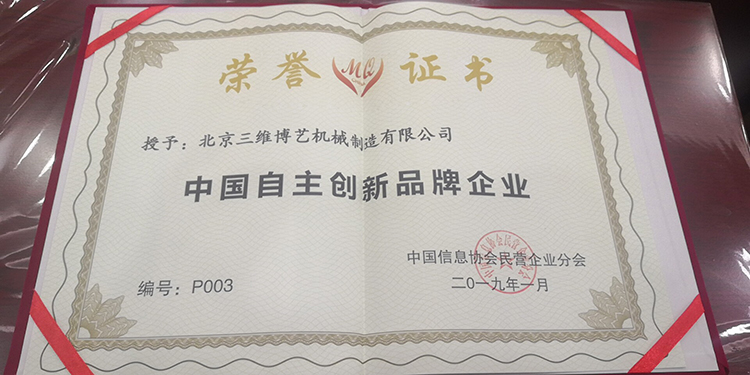 荣誉 MQ 证书
授予：北京三维博艺机械制造有限公司
中国自主创新品牌企业
中国信息协会民营企业分会
编号：P003
二0一九年一月